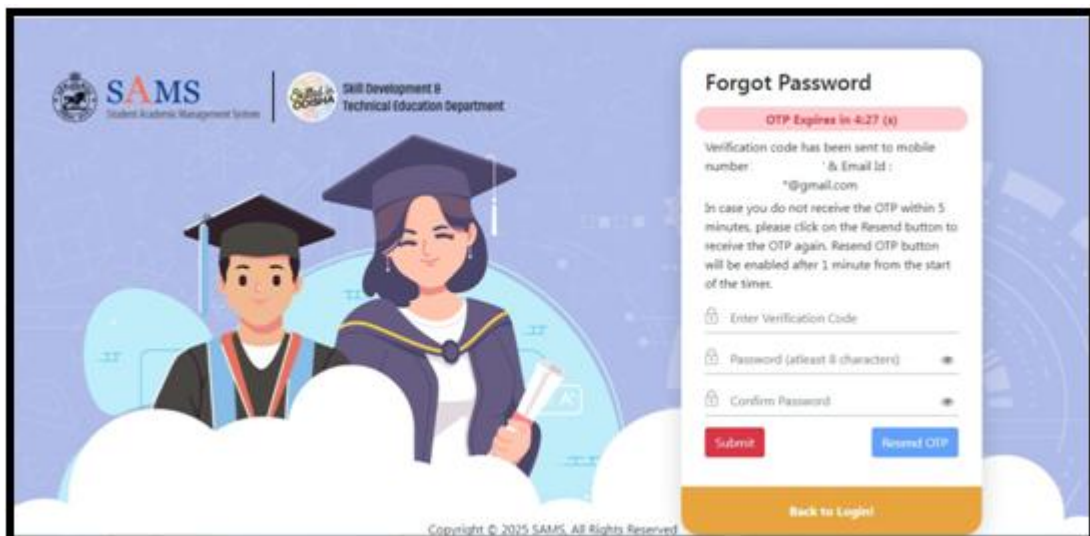 SAMS
Student Academic Management System
Skilled in
ODISHA
Skill Development &
Technical Education Department
Forgot Password
OTP Expires in 4:27 (s)
Verification code has been sent to mobile
number ' & Email Id :
*@gmail.com
In case you do not receive the OTP within 5
minutes, please click on the Resend button to
receive the OTP again. Resend OTP button
will be enabled after 1 minute from the start
of the timer.
Enter Verification Code
Password (atleast 8 characters)
Confirm Password
Submit
Resend OTP
Back to Login!
A+
Copyright © 2025 SAMS, All Rights Reserved